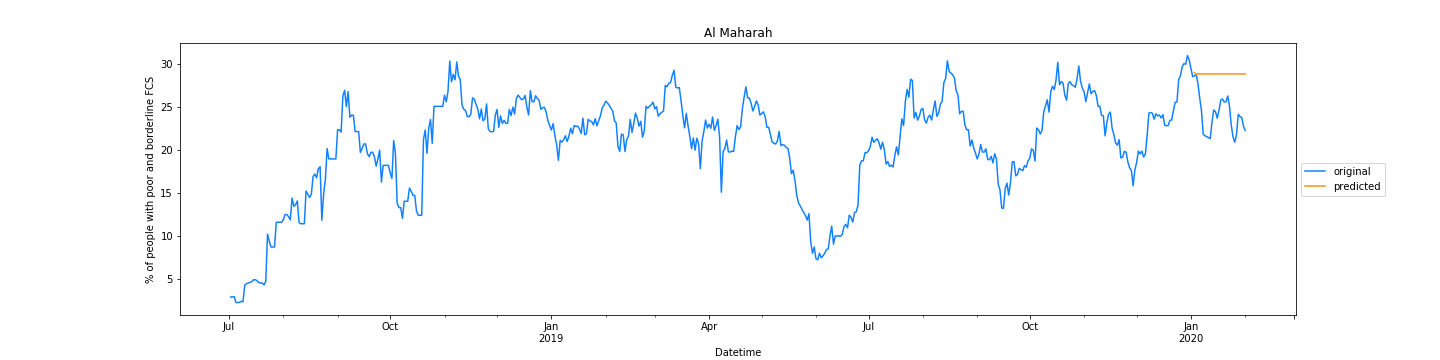 Al Maharah
% of people with poor and borderline FCS
30
25
20
15
10
5
Jul
Oct
Jan
2019
Apr
Jul
Oct
Jan
2020
Datetime
original
predicted